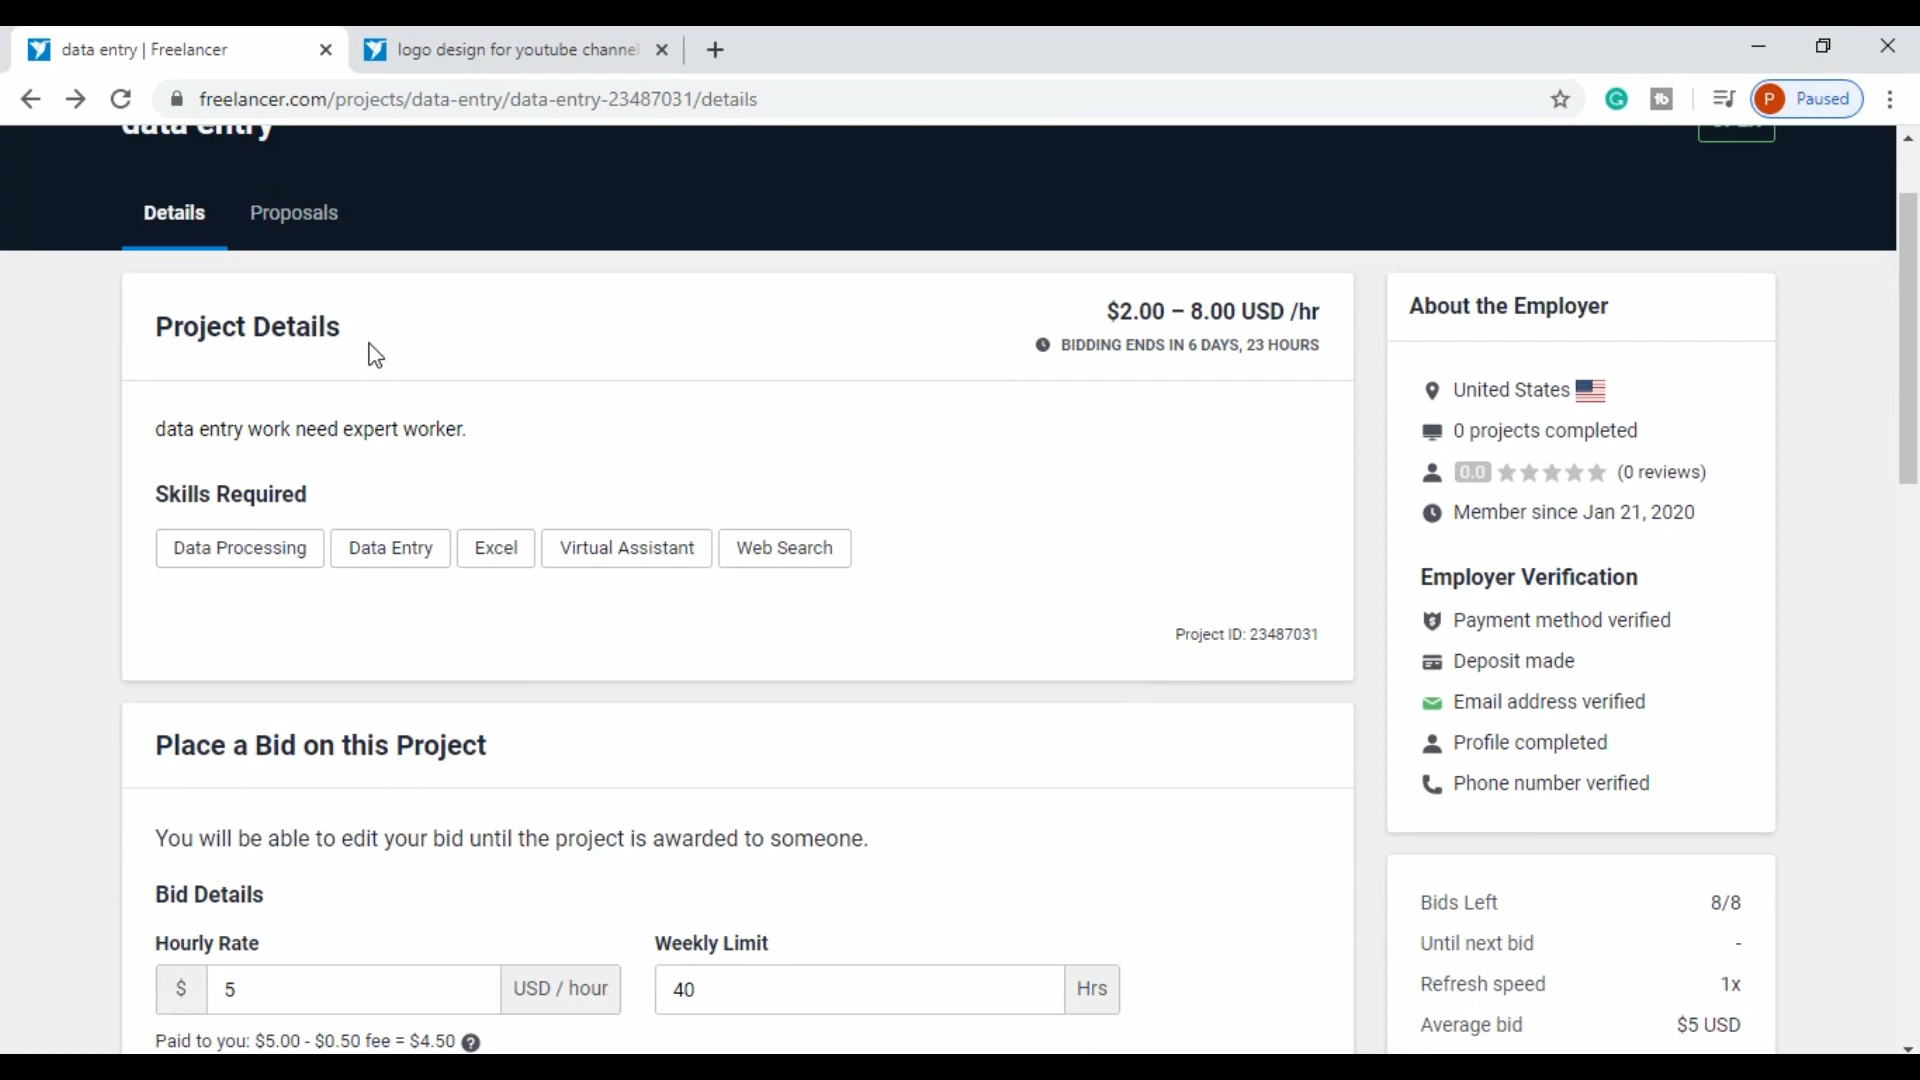 data entry | Freelancer
logo design for youtube channel
freelancer.com/projects/data-entry/data-entry-23487031/details
P Paused
data entry
OPEN
Details Proposals
Project Details
$2.00 – 8.00 USD /hr
BIDDING ENDS IN 6 DAYS, 23 HOURS
data entry work need expert worker.
Skills Required
Data Processing Data Entry Excel Virtual Assistant Web Search
Project ID: 23487031
Place a Bid on this Project
You will be able to edit your bid until the project is awarded to someone.
Bid Details
Hourly Rate Weekly Limit
$ 5 USD / hour 40 Hrs
Paid to you: $5.00 - $0.50 fee = $4.50 ?
About the Employer
United States
0 projects completed
0.0 (0 reviews)
Member since Jan 21, 2020
Employer Verification
Payment method verified
Deposit made
Email address verified
Profile completed
Phone number verified
Bids Left 8/8
Until next bid -
Refresh speed 1x
Average bid $5 USD